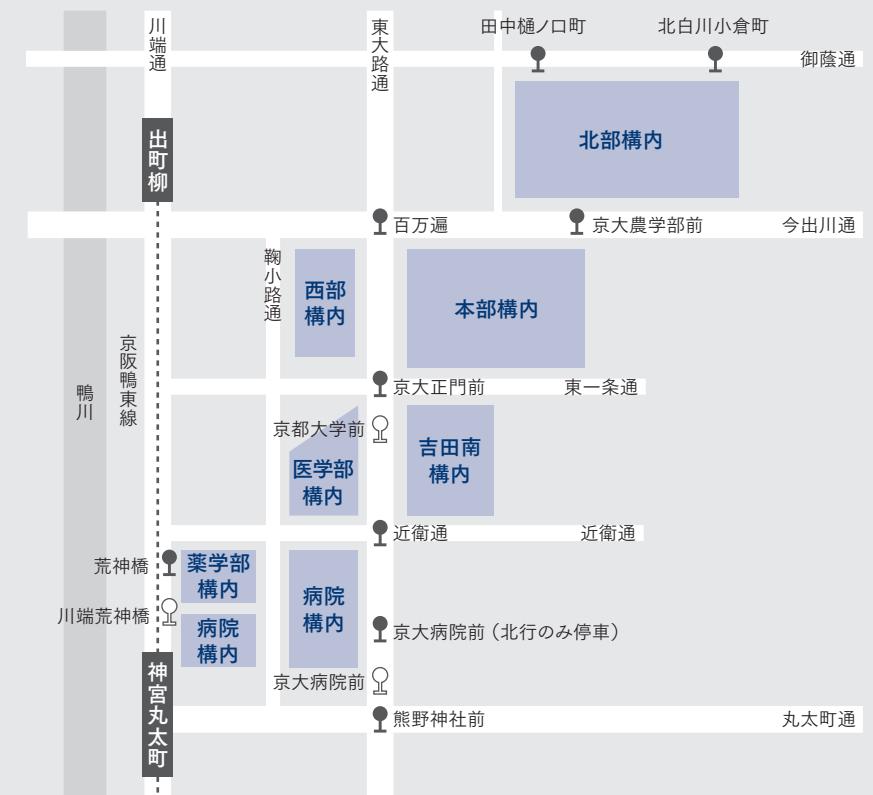 川端通
東大路通
田中樋ノ口町
北白川小倉町
御蔭通
出町柳
北部構内
百万遍
京大農学部前
今出川通
鞠小路通
西部
構内
本部構内
京阪鴨東線
鴨川
京大正門前
東一条通
京都大学前
医学部
構内
吉田南
構内
近衛通
近衛通
荒神橋
薬学部
構内
川端荒神橋
病院
構内
病院
構内
京大病院前（北行のみ停車）
京大病院前
神宮丸太町
熊野神社前
丸太町通